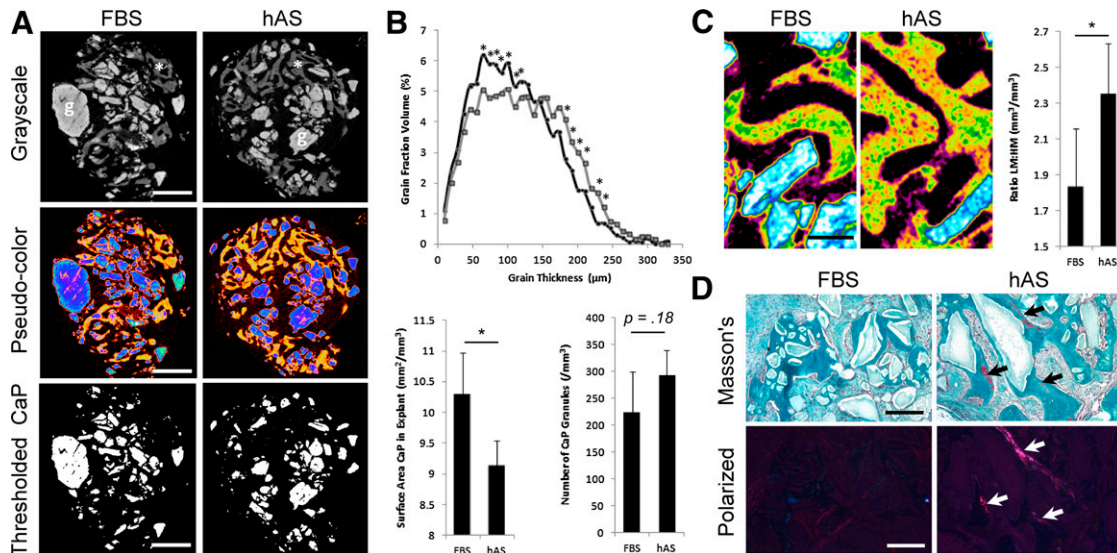 A
FBS
hAS
Grayscale
*
g
*
g
Pseudo-color
Thresholded CaP
B
Grain Fraction Volume (%)
7
6
5
4
3
2
1
0
* * * * * * * * * * * * *
0 50 100 150 200 250 300 330
Grain Thickness (µm)
Surface Area CaP in Explant (mm²/mm³)
11.5
11
10.5
10
9.5
9
8.5
8
*
FBS hAS
Number of CaP Granules (/mm³)
400
350
300
250
200
150
100
50
0
p = .18
FBS hAS
C
FBS
hAS
Ratio LM:HM (mm³/mm³)
2.7
2.5
2.3
2.1
1.9
1.7
1.5
*
FBS hAS
D
FBS
hAS
Masson's
Polarized